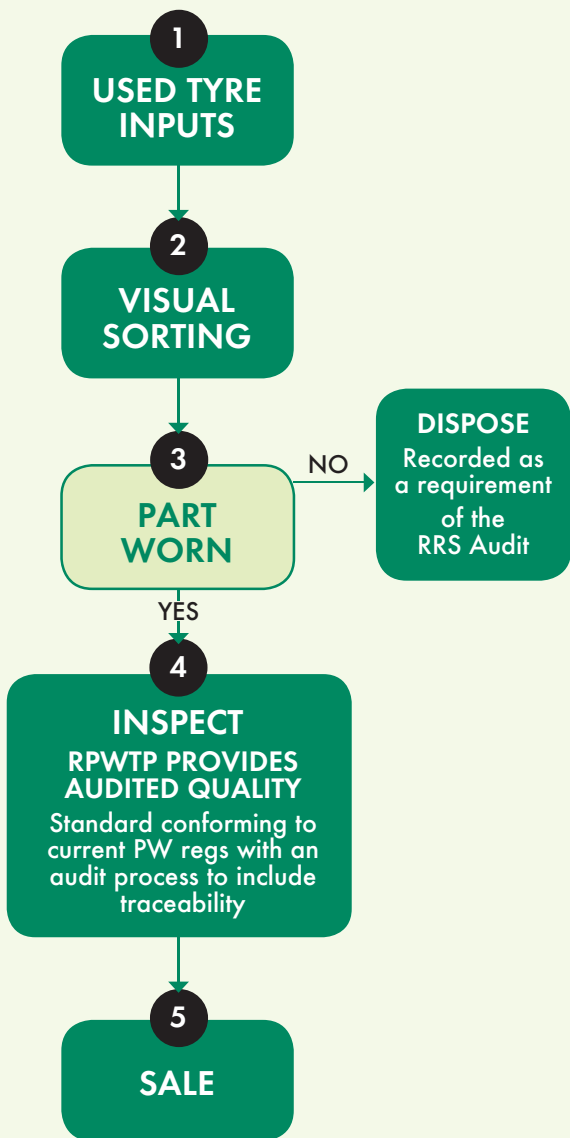 1
USED TYRE
INPUTS
2
VISUAL
SORTING
3
PART
WORN
NO
DISPOSE
Recorded as
a requirement
of the
RRS Audit
YES
4
INSPECT
RPWTP PROVIDES
AUDITED QUALITY
Standard conforming to
current PW regs with an
audit process to include
traceability
5
SALE